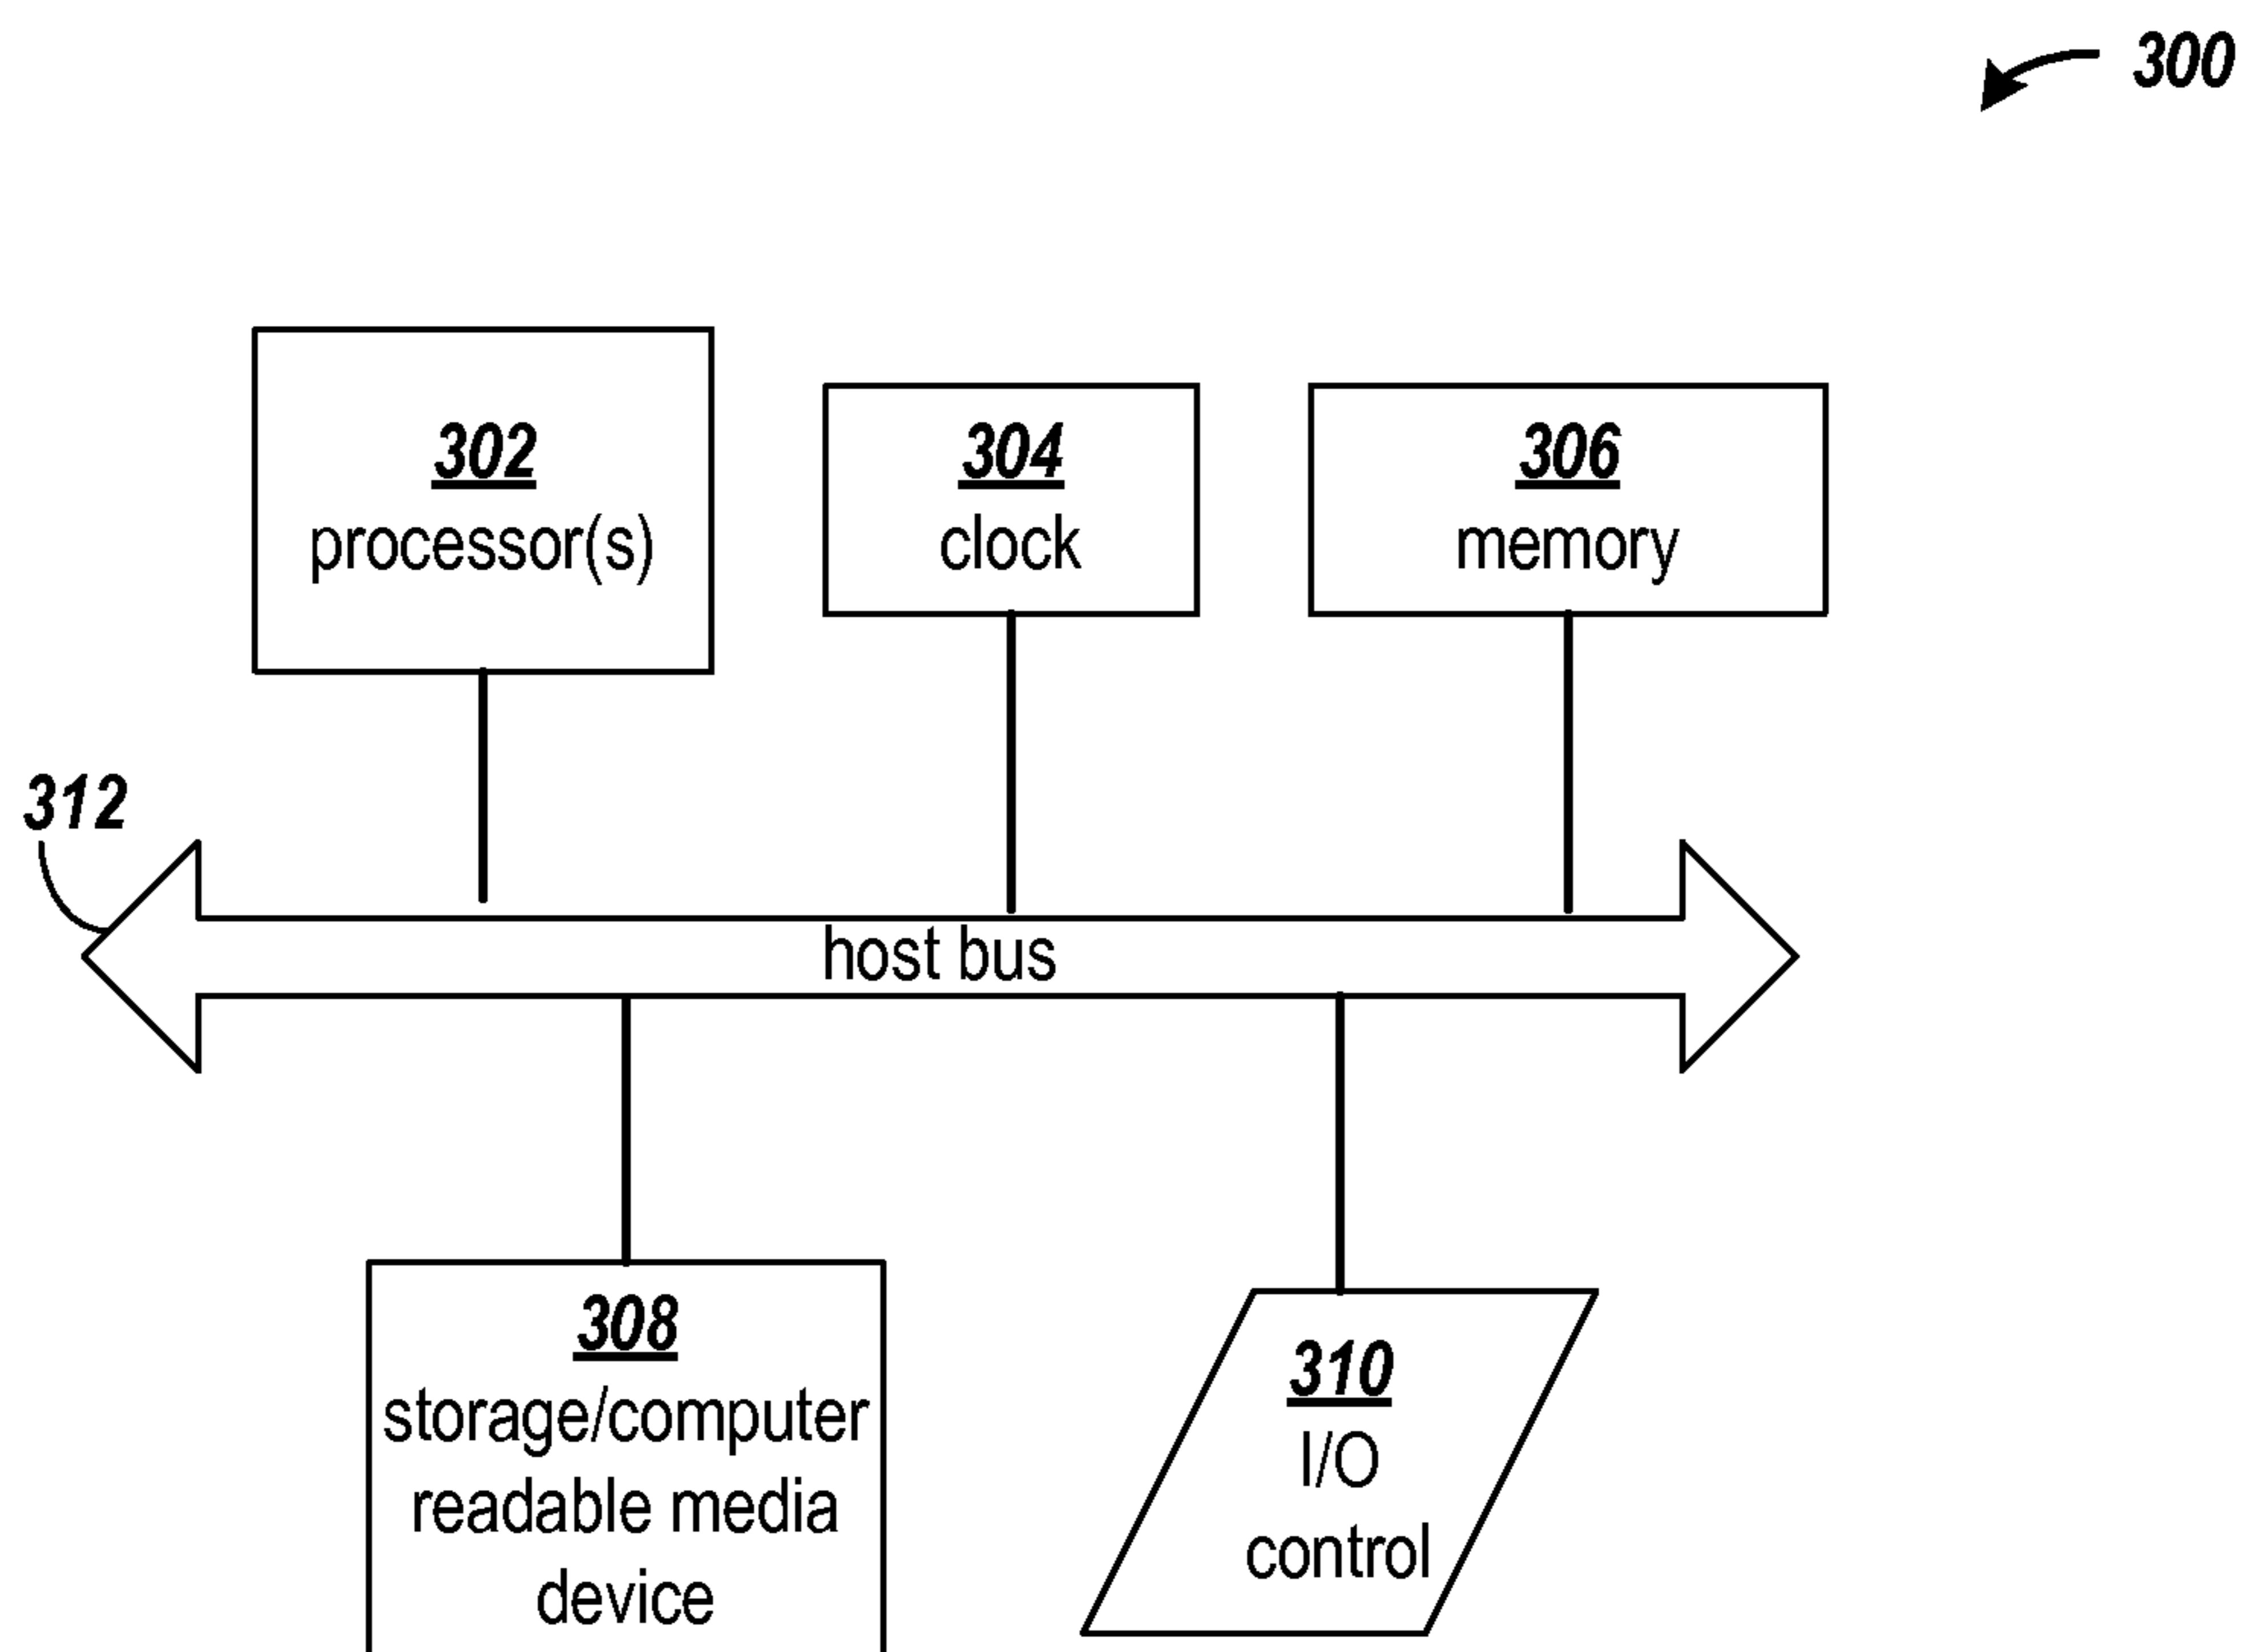 300
302
processor(s)
304
clock
306
memory
312
host bus
308
storage/computer
readable media
device
310
I/O
control